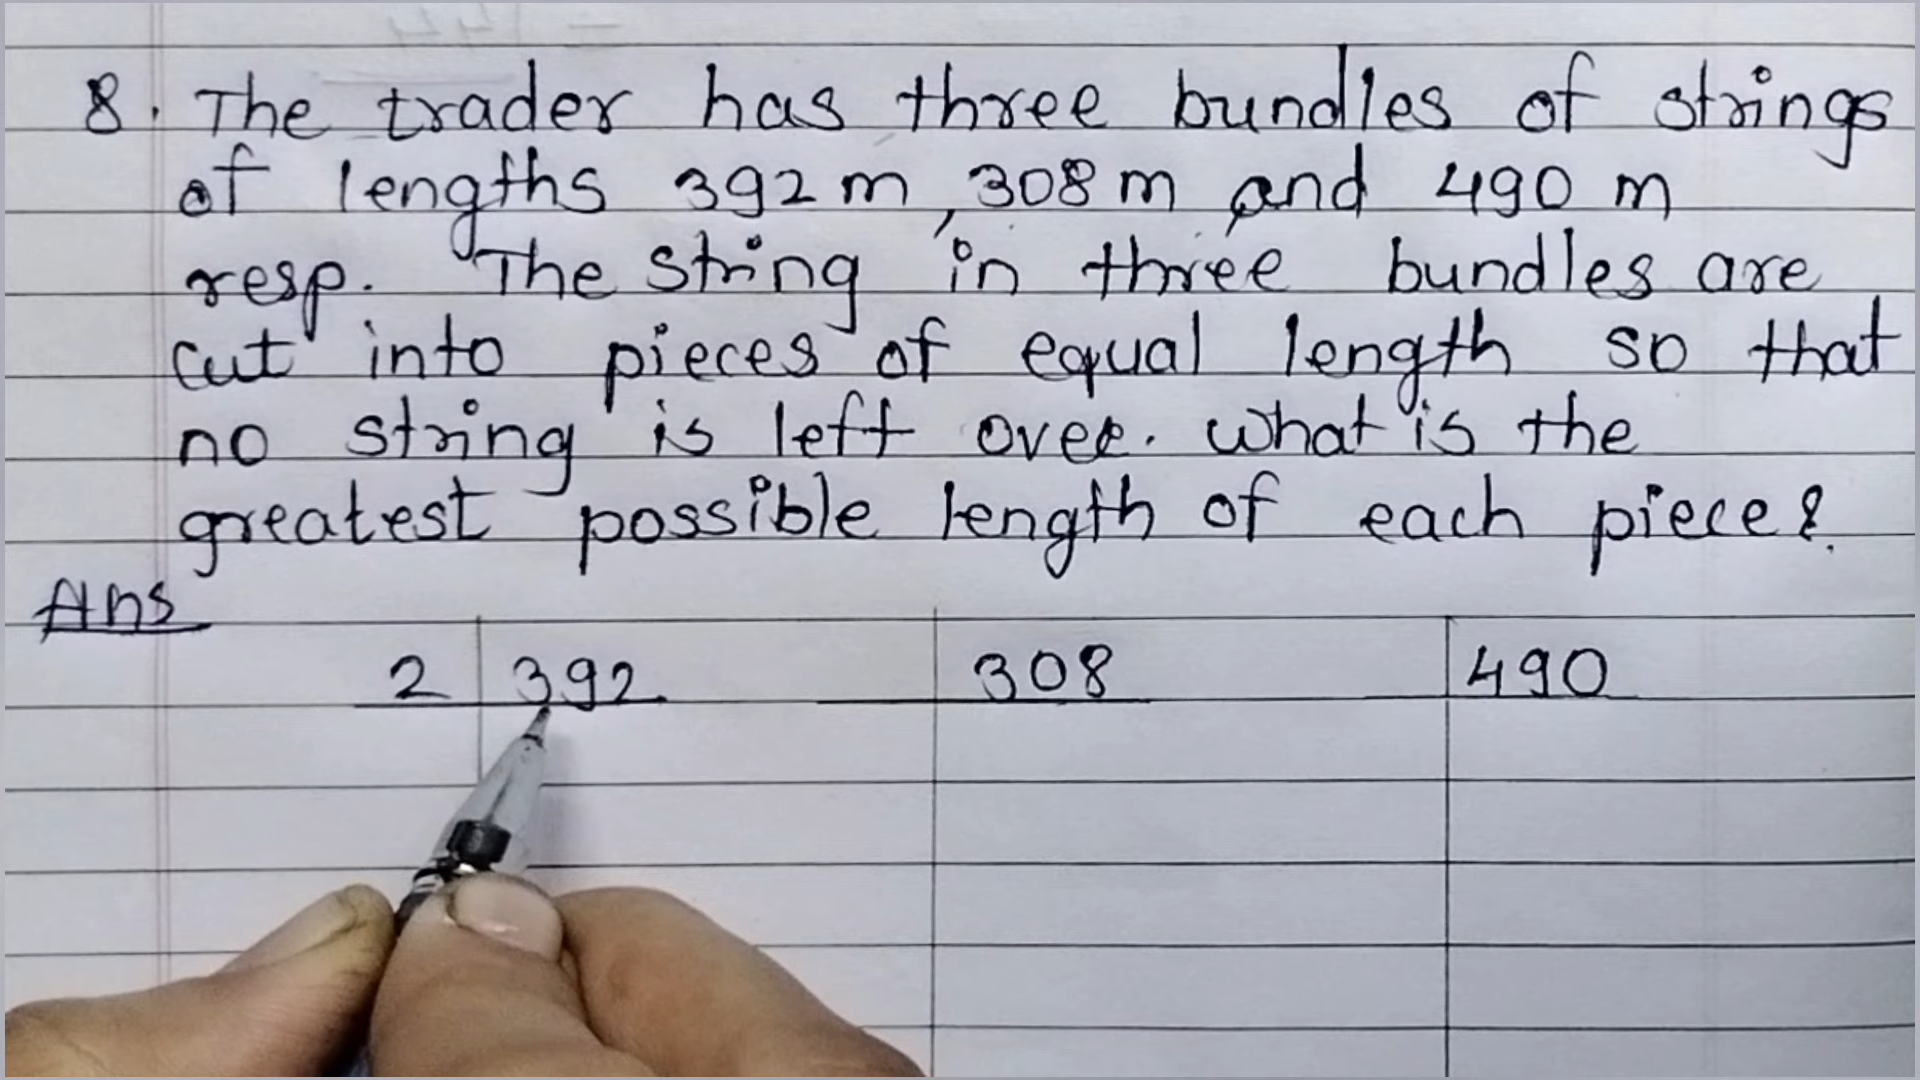 8. The trader has three bundles of strings
of lengths 392 m, 308 m and 490 m
resp. The string in three bundles are
cut into pieces of equal length so that
no string is left over. What is the
greatest possible length of each piece?
Ans
2 392 308 490